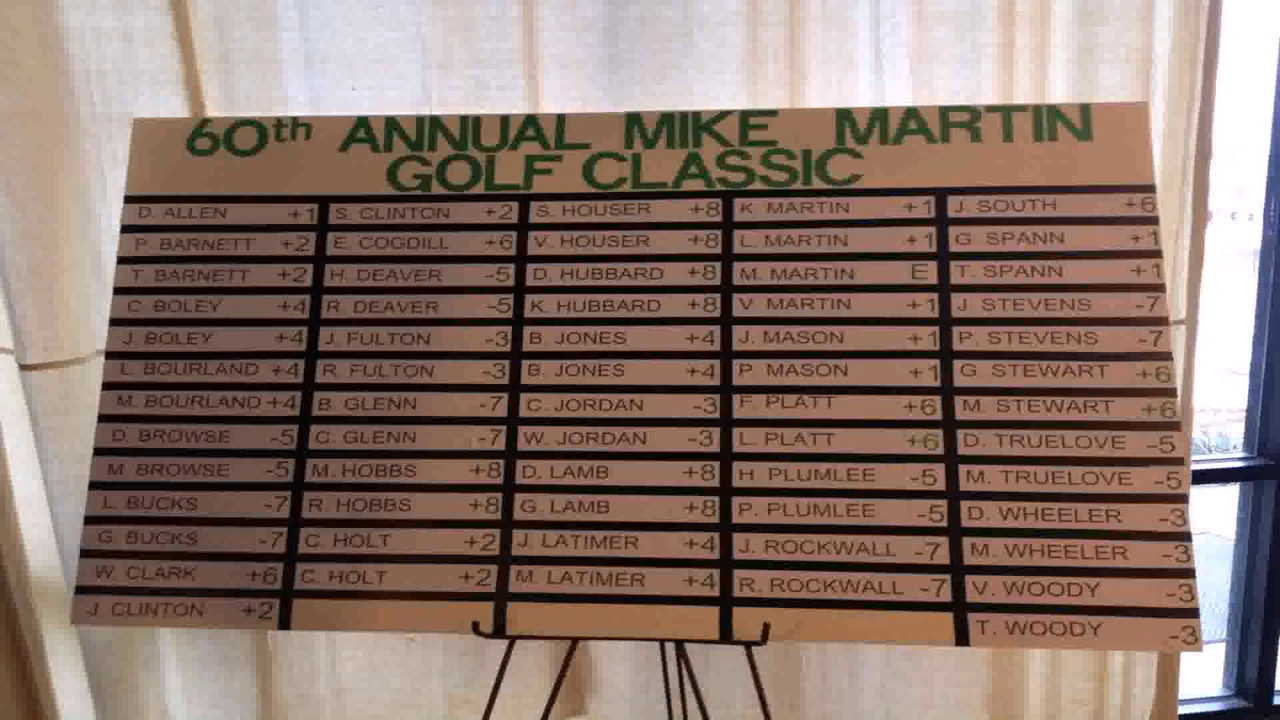 60th ANNUAL MIKE MARTIN
GOLF CLASSIC
D. ALLEN +1
P. BARNETT +2
T. BARNETT +2
C BOLEY +4
J. BOLEY +4
L. BOURLAND +4
M. BOURLAND +4
D. BROWSE -5
M. BROWSE -5
L. BUCKS -7
G. BUCKS -7
W. CLARK +6
J. CLINTON +2
S. CLINTON +2
E. COGDILL +6
H. DEAVER -5
R. DEAVER -5
J. FULTON -3
R. FULTON -3
B. GLENN -7
C. GLENN -7
M. HOBBS +8
R. HOBBS +8
C. HOLT +2
C. HOLT +2
S. HOUSER +8
V. HOUSER +8
D. HUBBARD +8
K. HUBBARD +8
B. JONES +4
B. JONES +4
C. JORDAN -3
W. JORDAN -3
D. LAMB +8
G. LAMB +8
J. LATIMER +4
M. LATIMER +4
K MARTIN +1
L. MARTIN +1
M. MARTIN E
V MARTIN +1
J. MASON +1
P MASON +1
F. PLATT +6
L. PLATT +6
H PLUMLEE -5
P. PLUMLEE -5
J. ROCKWALL -7
R. ROCKWALL -7
J. SOUTH +6
G. SPANN +1
T. SPANN +1
J STEVENS -7
P. STEVENS -7
G. STEWART +6
M. STEWART +6
D. TRUELOVE -5
M. TRUELOVE -5
D. WHEELER -3
M. WHEELER -3
V. WOODY -3
T. WOODY -3